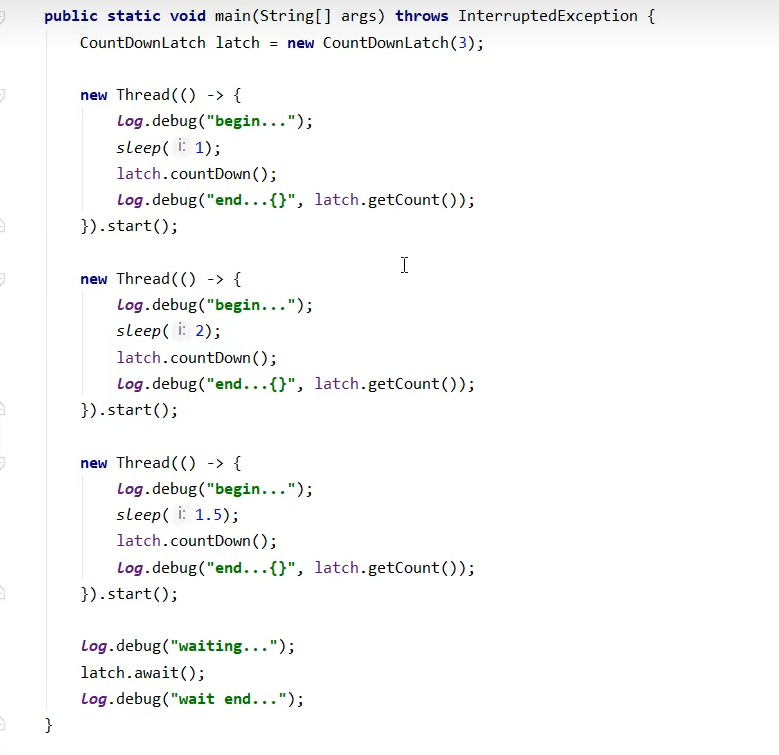 public static void main(String[] args) throws InterruptedException {
CountDownLatch latch = new CountDownLatch(3);
new Thread(() -> {
log.debug("begin...");
sleep( i: 1);
latch.countDown();
log.debug("end...{}", latch.getCount());
}).start();
new Thread(() -> {
log.debug("begin...");
sleep( i: 2);
latch.countDown();
log.debug("end...{}", latch.getCount());
}).start();
new Thread(() -> {
log.debug("begin...");
sleep( i: 1.5);
latch.countDown();
log.debug("end...{}", latch.getCount());
}).start();
log.debug("waiting...");
latch.await();
log.debug("wait end...");
}